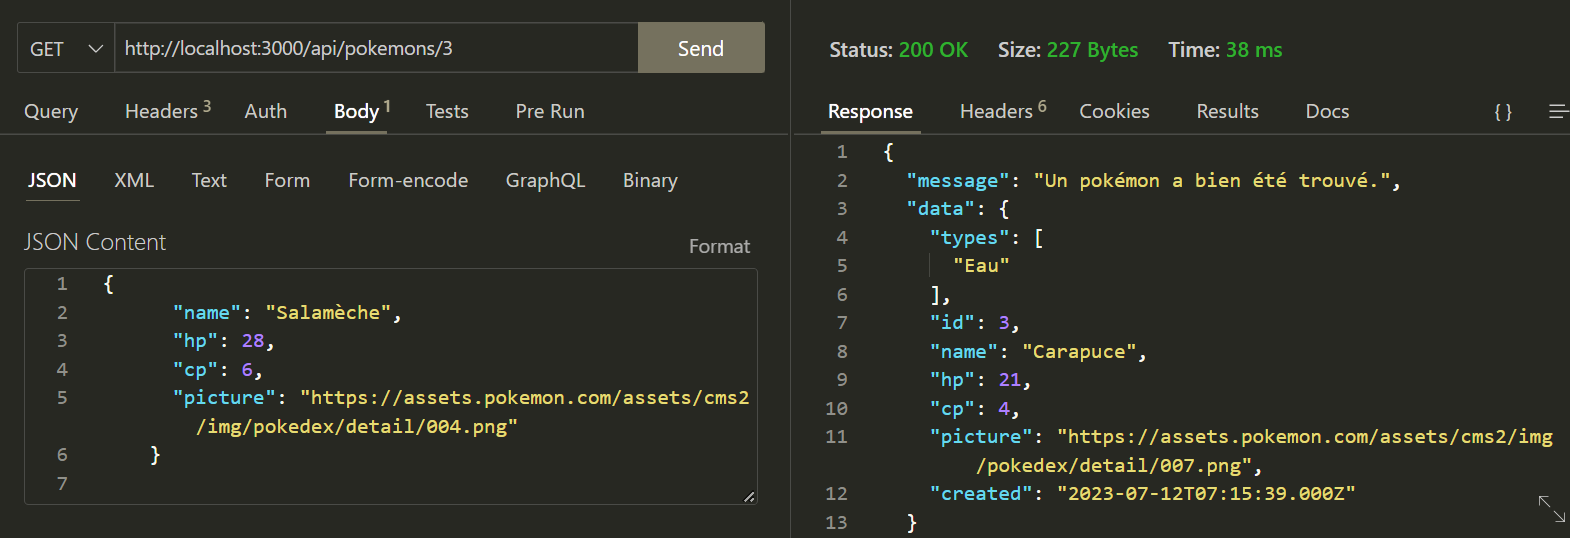 GET http://localhost:3000/api/pokemons/3 Send
Query Headers 3 Auth Body 1 Tests Pre Run
JSON XML Text Form Form-encode GraphQL Binary
JSON Content Format
1 {
2 "name": "Salamèche",
3 "hp": 28,
4 "cp": 6,
5 "picture": "https://assets.pokemon.com/assets/cms2
/img/pokedex/detail/004.png"
6 }
7
Status: 200 OK Size: 227 Bytes Time: 38 ms
Response Headers 6 Cookies Results Docs {}
1 {
2 "message": "Un pokémon a bien été trouvé.",
3 "data": {
4 "types": [
5 "Eau"
6 ],
7 "id": 3,
8 "name": "Carapuce",
9 "hp": 21,
10 "cp": 4,
11 "picture": "https://assets.pokemon.com/assets/cms2/img
/pokedex/detail/007.png",
12 "created": "2023-07-12T07:15:39.000Z"
13 }